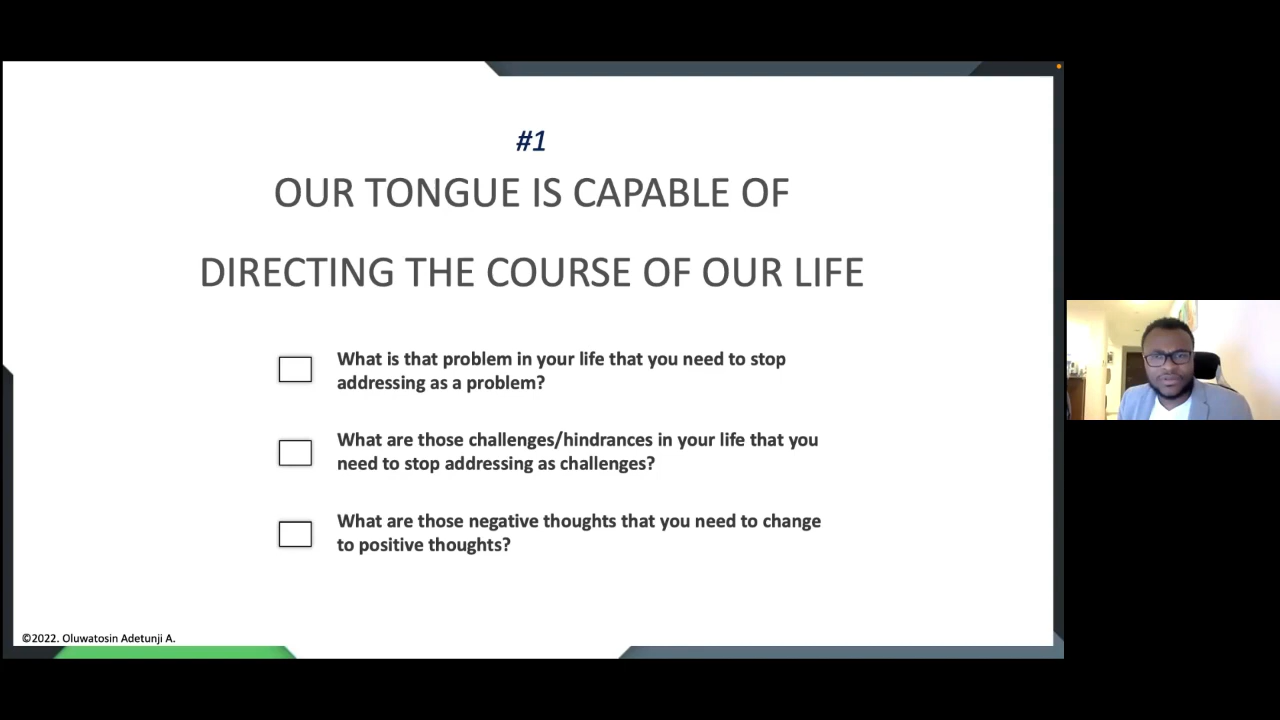 #1
OUR TONGUE IS CAPABLE OF
DIRECTING THE COURSE OF OUR LIFE
What is that problem in your life that you need to stop
addressing as a problem?
What are those challenges/hindrances in your life that you
need to stop addressing as challenges?
What are those negative thoughts that you need to change
to positive thoughts?
©2022. Oluwatosin Adetunji A.